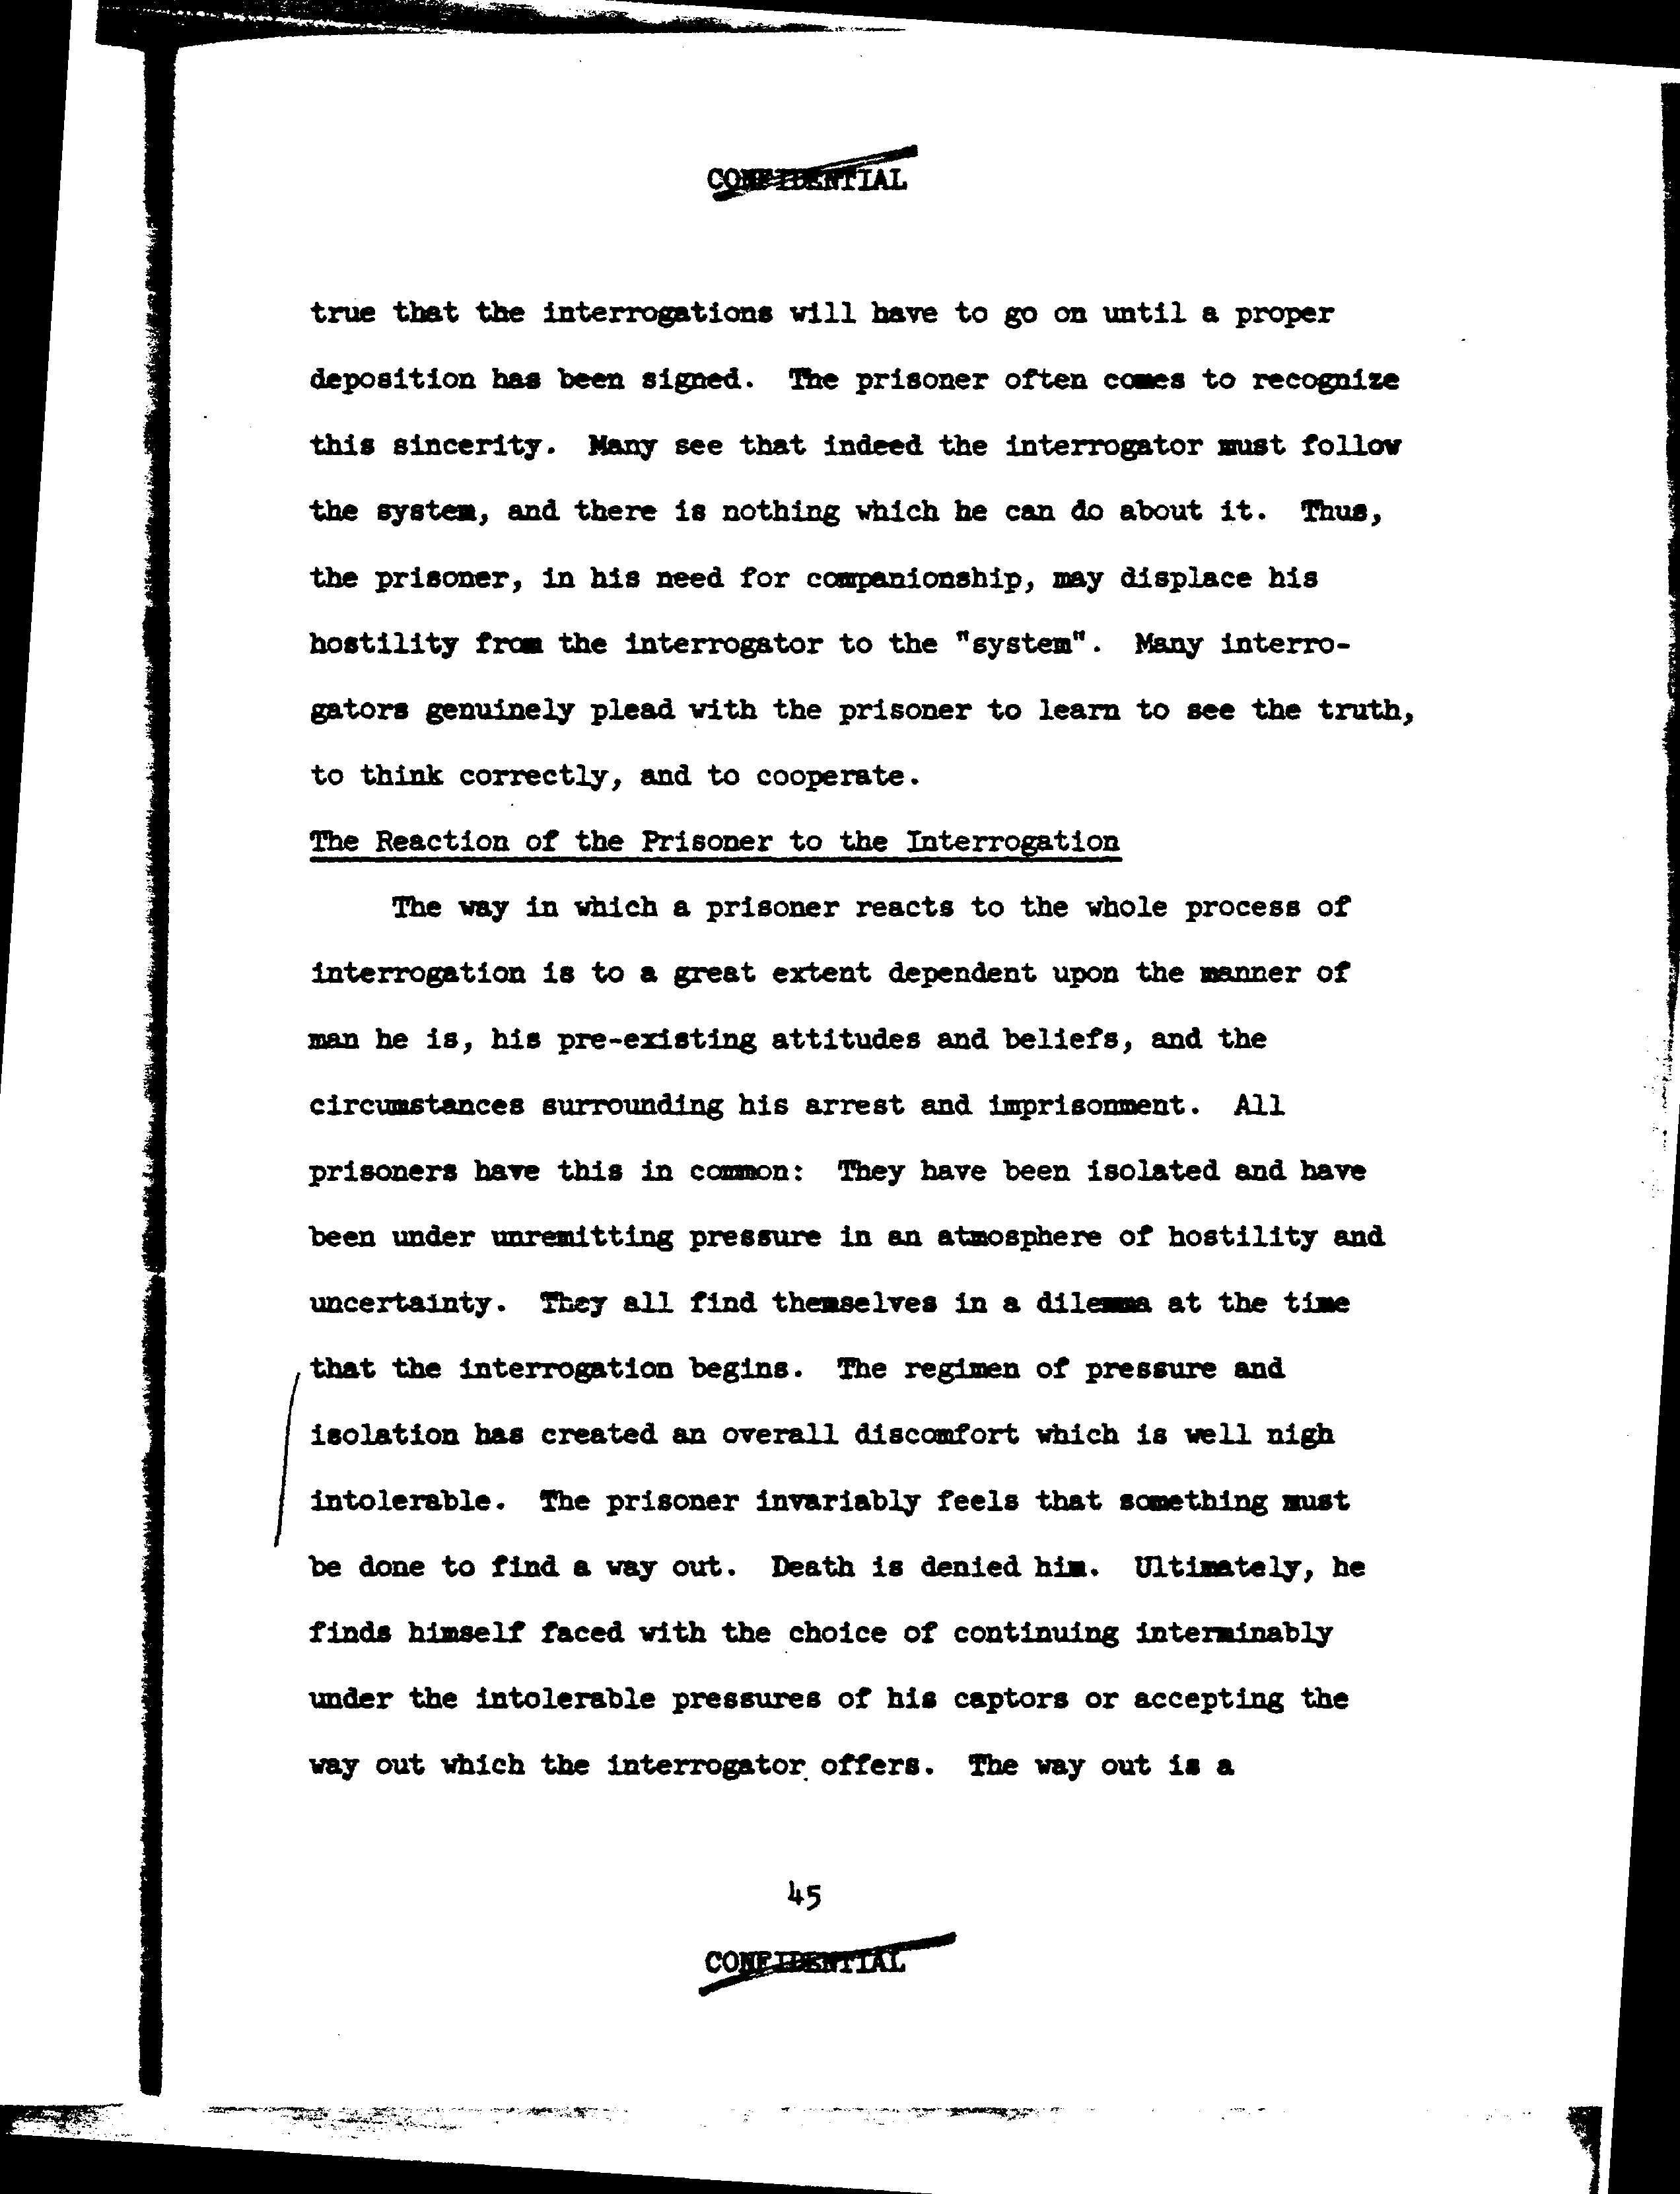 CONFIDENTIAL
true that the interrogations will have to go on until a proper
deposition has been signed. The prisoner often comes to recognize
this sincerity. Many see that indeed the interrogator must follow
the system, and there is nothing which he can do about it. Thus,
the prisoner, in his need for companionship, may displace his
hostility from the interrogator to the "system". Many interro-
gators genuinely plead with the prisoner to learn to see the truth,
to think correctly, and to cooperate.
The Reaction of the Prisoner to the Interrogation
The way in which a prisoner reacts to the whole process of
interrogation is to a great extent dependent upon the manner of
man he is, his pre-existing attitudes and beliefs, and the
circumstances surrounding his arrest and imprisonment. All
prisoners have this in common: They have been isolated and have
been under unremitting pressure in an atmosphere of hostility and
uncertainty. They all find themselves in a dilemma at the time
that the interrogation begins. The regimen of pressure and
isolation has created an overall discomfort which is well nigh
intolerable. The prisoner invariably feels that something must
be done to find a way out. Death is denied him. Ultimately, he
finds himself faced with the choice of continuing interminably
under the intolerable pressures of his captors or accepting the
way out which the interrogator offers. The way out is a
45
CONFIDENTIAL